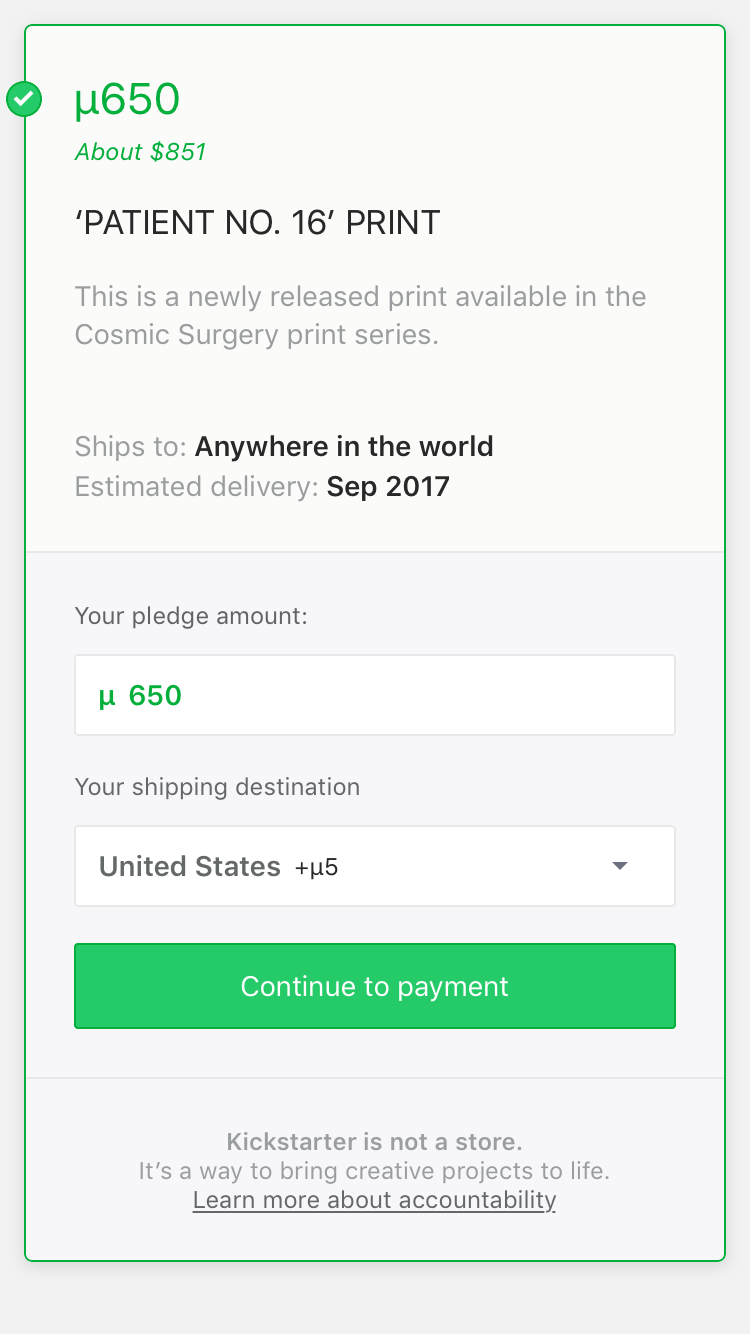 µ650
About $851
‘PATIENT NO. 16’ PRINT
This is a newly released print available in the
Cosmic Surgery print series.
Ships to: Anywhere in the world
Estimated delivery: Sep 2017
Your pledge amount:
µ 650
Your shipping destination
United States +µ5
Continue to payment
Kickstarter is not a store.
It’s a way to bring creative projects to life.
Learn more about accountability